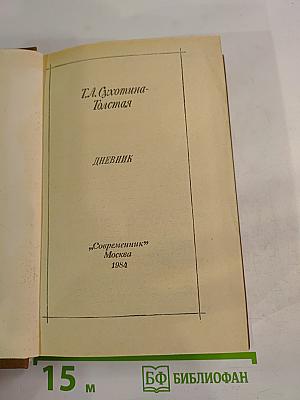 Т.Л. Сухотина-
Толстая
ДНЕВНИК
„Современник"
Москва
1984
15 м
БФ БИБЛИОФАН